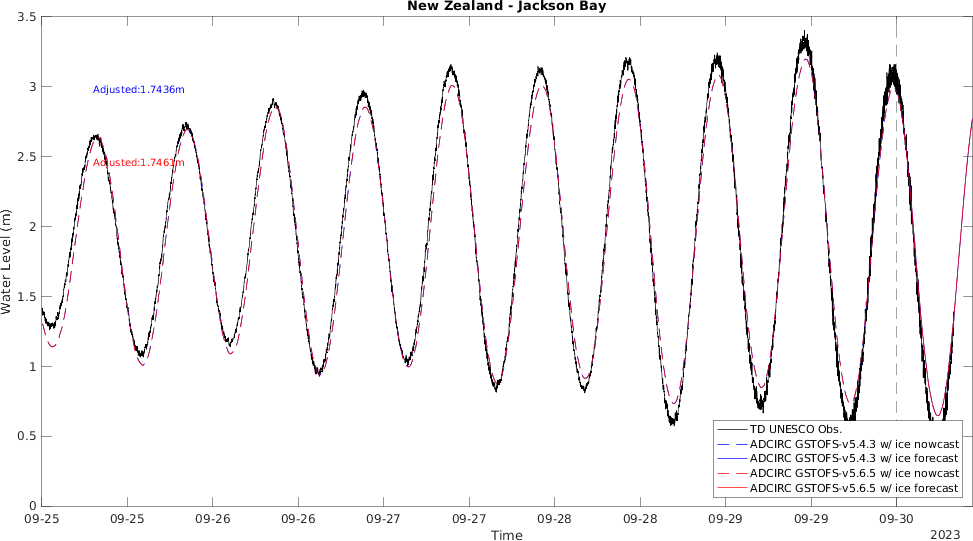 New Zealand - Jackson Bay
3.5
3
2.5
2
1.5
1
0.5
0
Water Level (m)
Adjusted:1.7436m
Adjusted:1.7461m
TD UNESCO Obs.
ADCIRC GSTOFS-v5.4.3 w/ ice nowcast
ADCIRC GSTOFS-v5.4.3 w/ ice forecast
ADCIRC GSTOFS-v5.6.5 w/ ice nowcast
ADCIRC GSTOFS-v5.6.5 w/ ice forecast
09-25 09-25 09-26 09-26 09-27 09-27 09-28 09-28 09-29 09-29 09-30
Time
2023